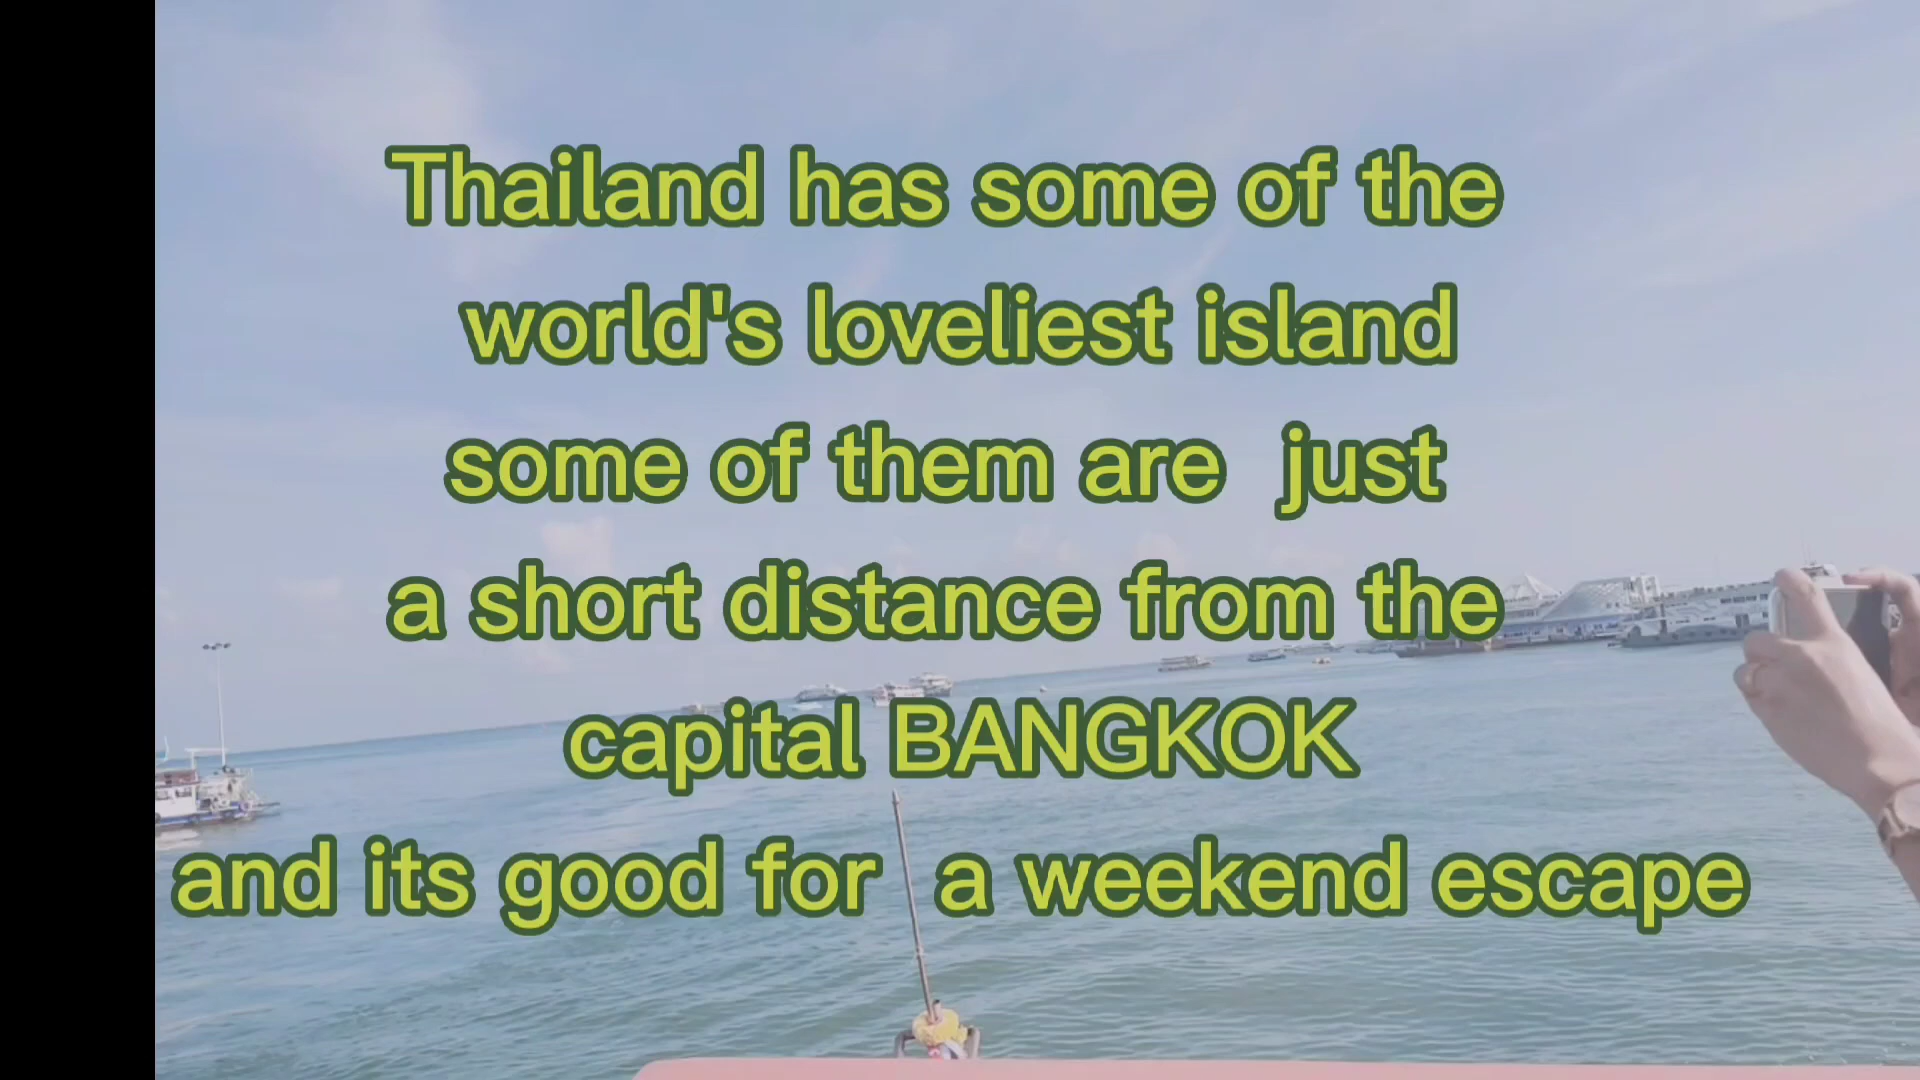 Thailand has some of the
world's loveliest island
some of them are  just
a short distance from the
capital BANGKOK
and its good for  a weekend escape